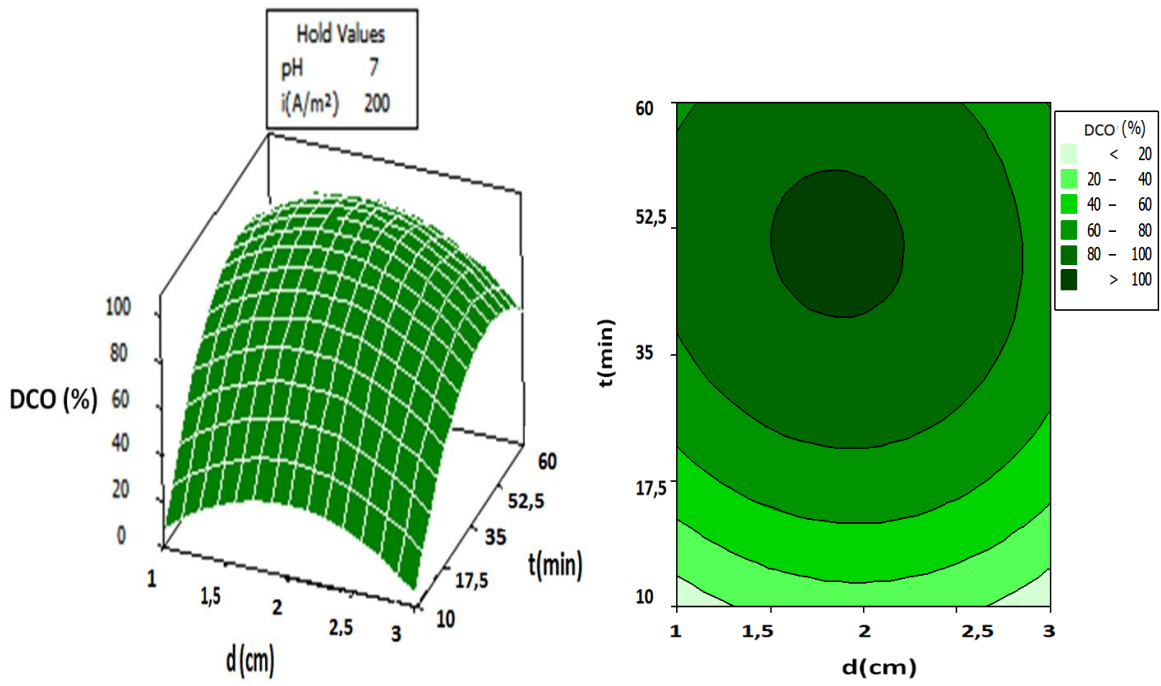 Hold Values
pH 7
i(A/m²) 200
100
80
DCO (%) 60
40
20
0
1
1,5
2
2,5
3
d(cm)
10
17,5
35
52,5
60
t(min)
60
52,5
35
17,5
10
t(min)
1 1,5 2 2,5 3
d(cm)
DCO (%)
< 20
20 – 40
40 – 60
60 – 80
80 – 100
> 100